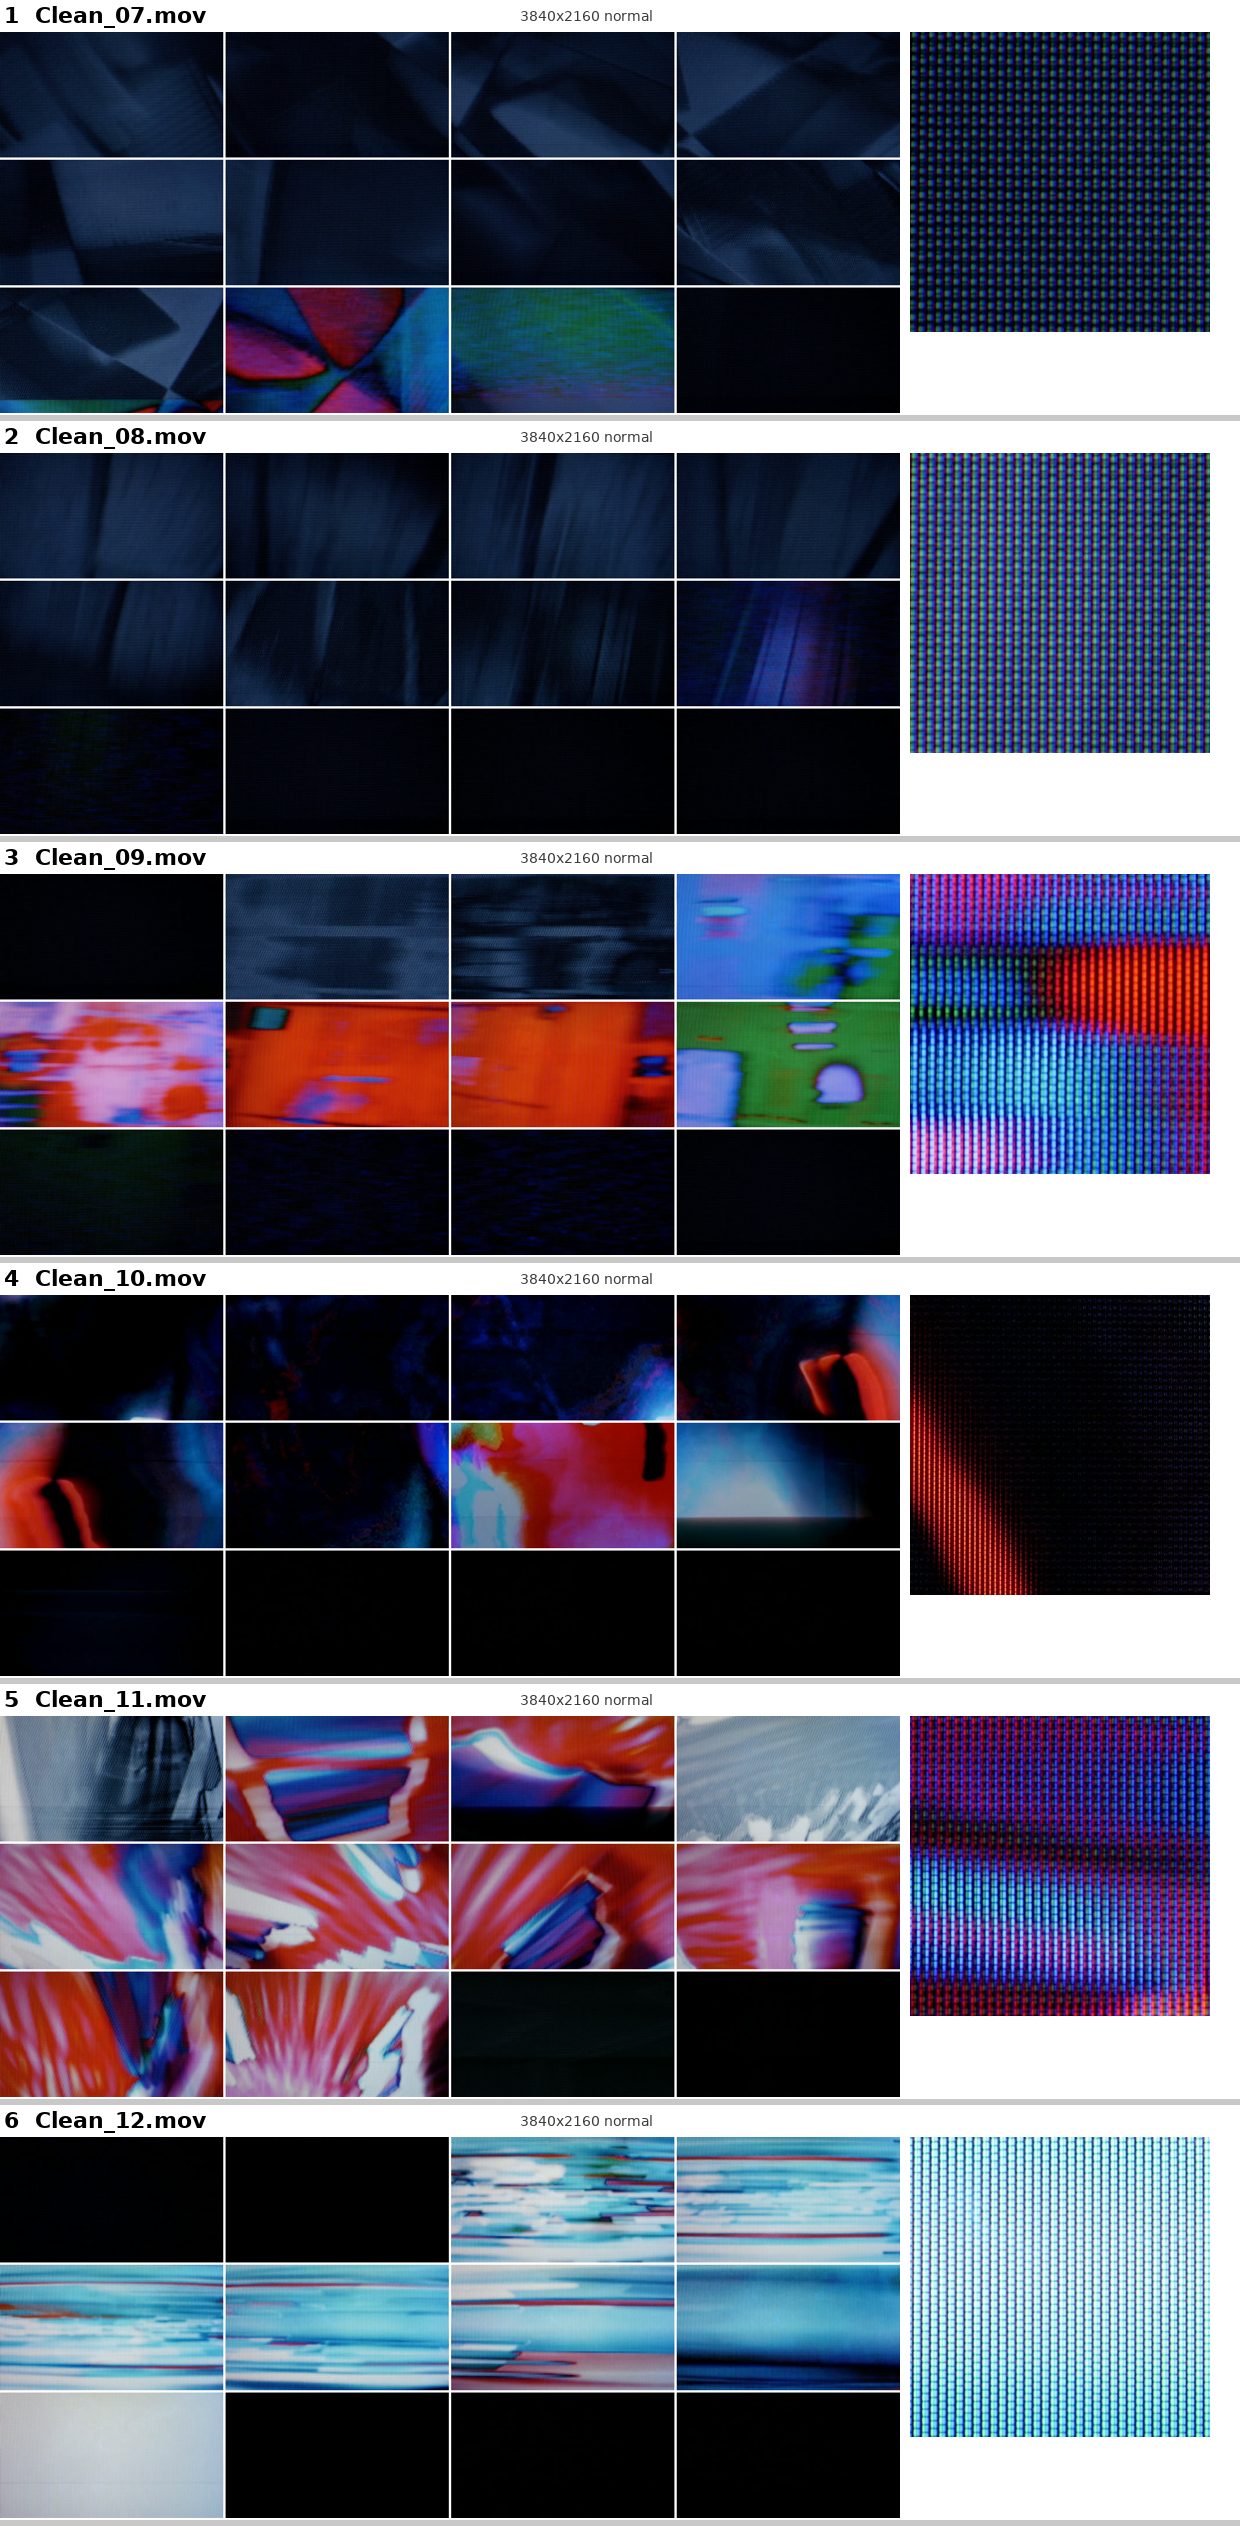 1 Clean_07.mov 3840x2160 normal
2 Clean_08.mov 3840x2160 normal
3 Clean_09.mov 3840x2160 normal
4 Clean_10.mov 3840x2160 normal
5 Clean_11.mov 3840x2160 normal
6 Clean_12.mov 3840x2160 normal